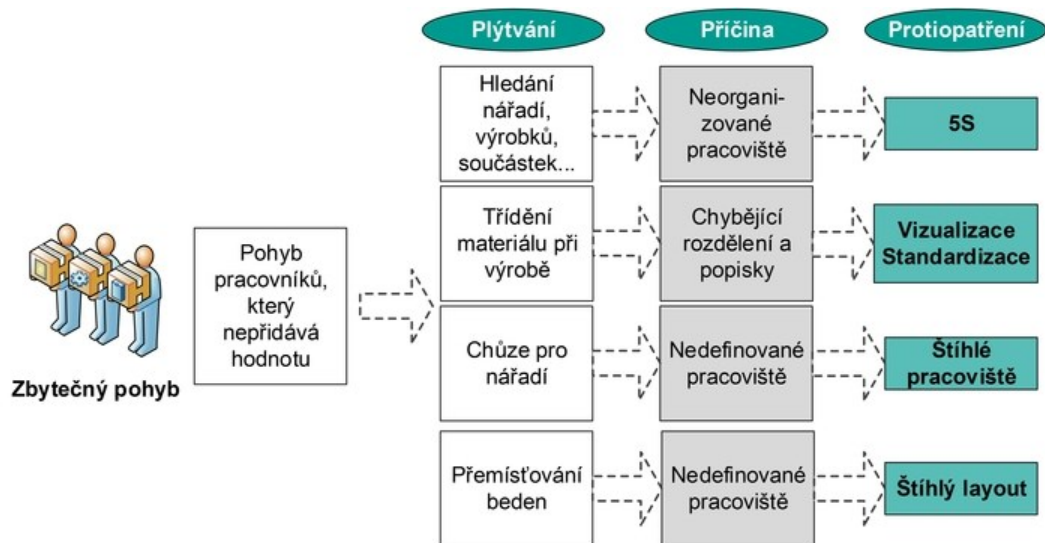 Plýtvání
Příčina
Protiopatření
Hledání
nářadí,
výrobků,
součástek...
Neorgani-
zované
pracoviště
5S
Třídění
materiálu při
výrobě
Chybějící
rozdělení a
popisky
Vizualizace
Standardizace
Pohyb
pracovníků,
který
nepřidává
hodnotu
Zbytečný pohyb
Chůze pro
nářadí
Nedefinované
pracoviště
Štíhlé
pracoviště
Přemísťování
beden
Nedefinované
pracoviště
Štíhlý layout